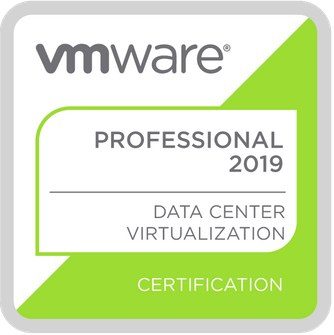 vmware®
PROFESSIONAL
2019
DATA CENTER
VIRTUALIZATION
CERTIFICATION